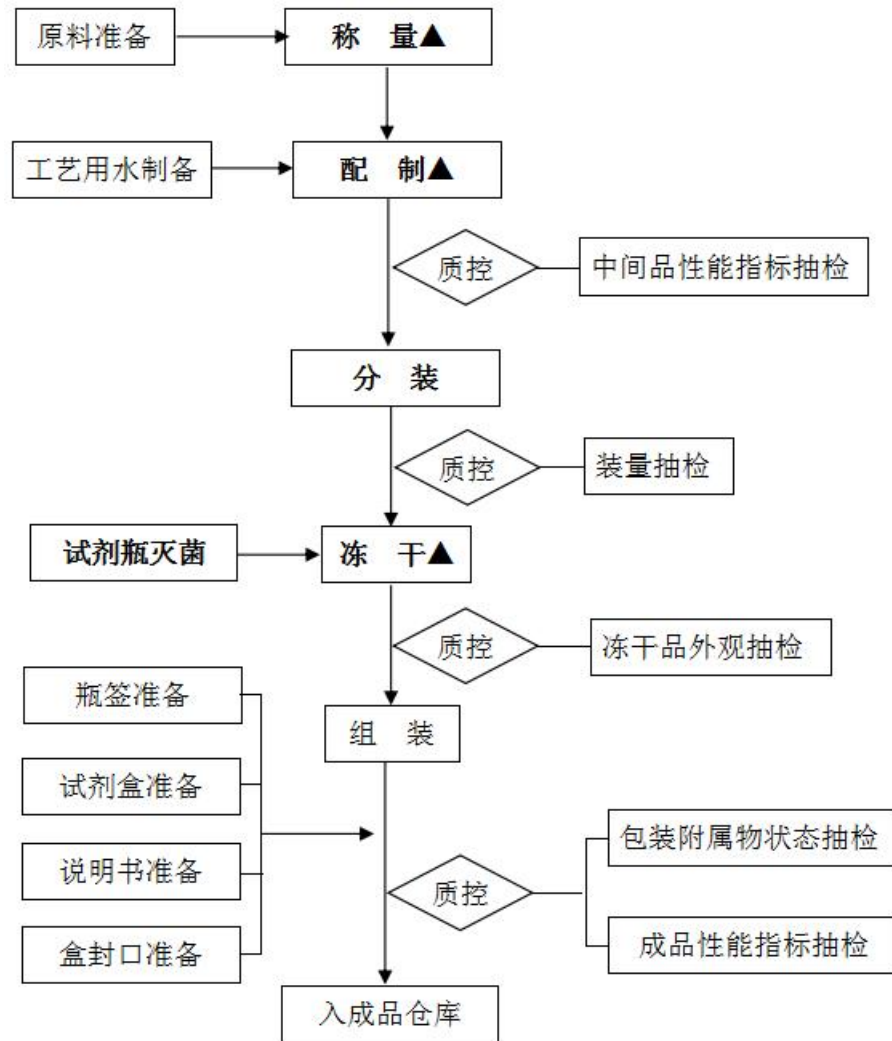 原料准备
称 量▲
工艺用水制备
配 制▲
质控
中间品性能指标抽检
分 装
质控
装量抽检
试剂瓶灭菌
冻 干▲
质控
冻干品外观抽检
瓶签准备
组 装
试剂盒准备
包装附属物状态抽检
说明书准备
质控
盒封口准备
成品性能指标抽检
入成品仓库